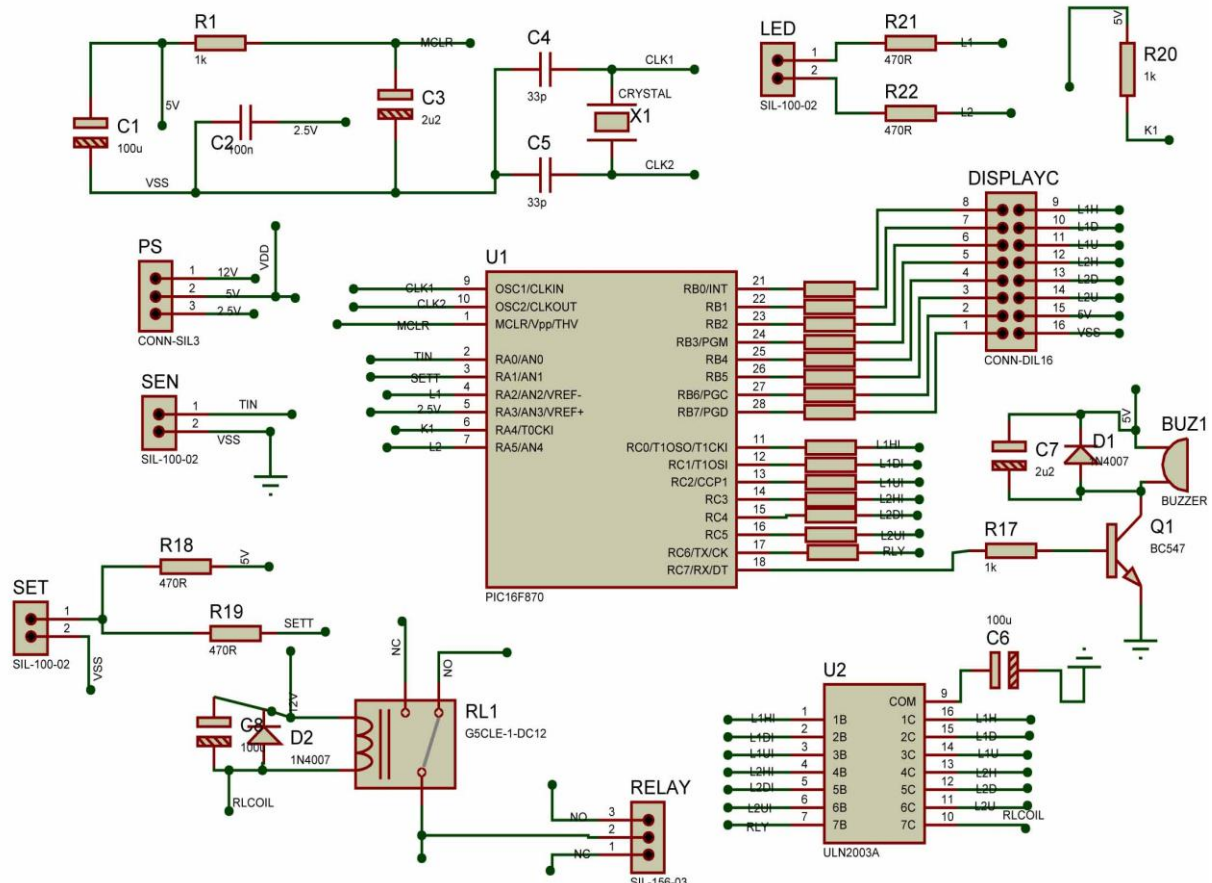 R1
1k
MCLR
5V
C1
100u
C2
100n
2.5V
C3
2u2
VSS
C4
33p
CLK1
CRYSTAL
X1
C5
33p
CLK2
LED
1
2
SIL-100-02
R21
470R
L1
R22
470R
L2
5V
R20
1k
K1
PS
1
2
3
12V
5V
2.5V
VDD
CONN-SIL3
SEN
1
2
TIN
VSS
SIL-100-02
U1
CLK1
9
OSC1/CLKIN
CLK2
10
OSC2/CLKOUT
MCLR
1
MCLR/Vpp/THV
TIN
2
RA0/AN0
SETT
3
RA1/AN1
L1
4
RA2/AN2/VREF-
2.5V
5
RA3/AN3/VREF+
K1
6
RA4/T0CKI
L2
7
RA5/AN4
RB0/INT
21
RB1
22
RB2
23
RB3/PGM
24
RB4
25
RB5
26
RB6/PGC
27
RB7/PGD
28
RC0/T1OSO/T1CKI
11
L1HI
RC1/T1OSI
12
L1DI
RC2/CCP1
13
L1UI
RC3
14
L2HI
RC4
15
L2DI
RC5
16
L2UI
RC6/TX/CK
17
RLY
RC7/RX/DT
18
PIC16F870
DISPLAYC
8
9
L1H
7
10
L1D
6
11
L1U
5
12
L2H
4
13
L2D
3
14
L2U
2
15
5V
1
16
VSS
CONN-DIL16
5V
C7
2u2
D1
1N4007
BUZ1
BUZZER
R17
1k
Q1
BC547
SET
1
2
SIL-100-02
VSS
R18
470R
5V
R19
470R
SETT
12V
C8
100u
D2
1N4007
RLCOIL
NC
NO
RL1
G5CLE-1-DC12
RELAY
NO
3
2
NC
1
SIL-156-03
100u
C6
U2
COM
9
L1HI
1
1B
1C
16
L1H
L1DI
2
2B
2C
15
L1D
L1UI
3
3B
3C
14
L1U
L2HI
4
4B
4C
13
L2H
L2DI
5
5B
5C
12
L2D
L2UI
6
6B
6C
11
L2U
RLY
7
7B
7C
10
RLCOIL
ULN2003A